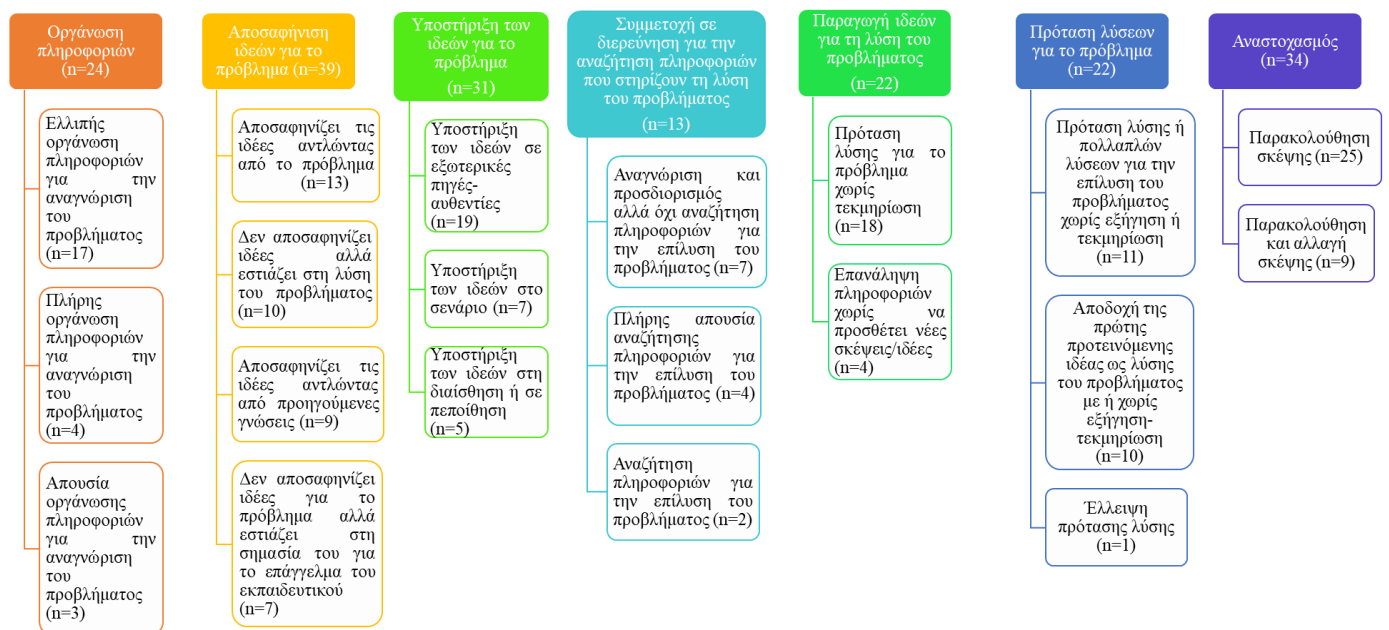 Οργάνωση
πληροφοριών
(n=24)
Ελλιπής
οργάνωση
πληροφοριών
για την
αναγνώριση
του
προβλήματος
(n=17)
Πλήρης
οργάνωση
πληροφοριών
για την
αναγνώριση
του
προβλήματος
(n=4)
Απουσία
οργάνωσης
πληροφοριών
για την
αναγνώριση
του
προβλήματος
(n=3)
Αποσαφήνιση
ιδεών για το
πρόβλημα (n=39)
Αποσαφηνίζει τις
ιδέες αντλώντας
από το πρόβλημα
(n=13)
Δεν αποσαφηνίζει
ιδέες αλλά
εστιάζει στη λύση
του προβλήματος
(n=10)
Αποσαφηνίζει τις
ιδέες αντλώντας
από προηγούμενες
γνώσεις (n=9)
Δεν αποσαφηνίζει
ιδέες για το
πρόβλημα αλλά
εστιάζει στη
σημασία του για
το επάγγελμα του
εκπαιδευτικού
(n=7)
Υποστήριξη των
ιδεών για το
πρόβλημα
(n=31)
Υποστήριξη
των ιδεών σε
εξωτερικές
πηγές-
αυθεντίες
(n=19)
Υποστήριξη
των ιδεών στο
σενάριο (n=7)
Υποστήριξη
των ιδεών στη
διαίσθηση ή σε
πεποίθηση
(n=5)
Συμμετοχή σε
διερεύνηση για την
αναζήτηση πληροφοριών
που στηρίζουν τη λύση
του προβλήματος
(n=13)
Αναγνώριση και
προσδιορισμός
αλλά όχι αναζήτηση
πληροφοριών για
την επίλυση του
προβλήματος (n=7)
Πλήρης απουσία
αναζήτησης
πληροφοριών για
την επίλυση του
προβλήματος (n=4)
Αναζήτηση
πληροφοριών για
την επίλυση του
προβλήματος (n=2)
Παραγωγή ιδεών
για τη λύση του
προβλήματος
(n=22)
Πρόταση
λύσης για το
πρόβλημα
χωρίς
τεκμηρίωση
(n=18)
Επανάληψη
πληροφοριών
χωρίς να
προσθέτει νέες
σκέψεις/ιδέες
(n=4)
Πρόταση λύσεων
για το πρόβλημα
(n=22)
Πρόταση λύσης ή
πολλαπλών
λύσεων για την
επίλυση του
προβλήματος
χωρίς εξήγηση ή
τεκμηρίωση
(n=11)
Αποδοχή της
πρώτης
προτεινόμενης
ιδέας ως λύσης
του προβλήματος
με ή χωρίς
εξήγηση-
τεκμηρίωση
(n=10)
Έλλειψη
πρότασης λύσης
(n=1)
Αναστοχασμός
(n=34)
Παρακολούθηση
σκέψης (n=25)
Παρακολούθηση
και αλλαγή
σκέψης (n=9)